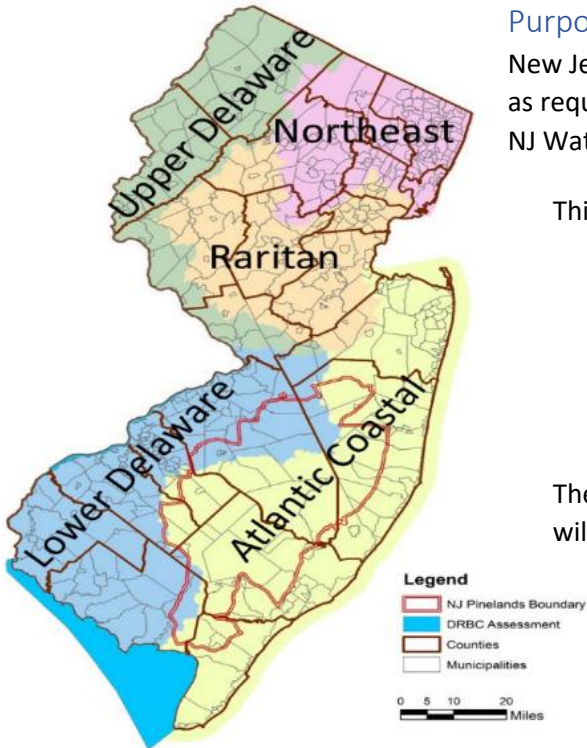 Upper Delaware
Northeast
Raritan
Lower Delaware
Atlantic Coastal
Purpo
New Je
as requ
NJ Wat
Thi
The
wil
Legend
NJ Pinelands Boundary
DRBC Assessment
Counties
Municipalities
0 5 10 20
Miles